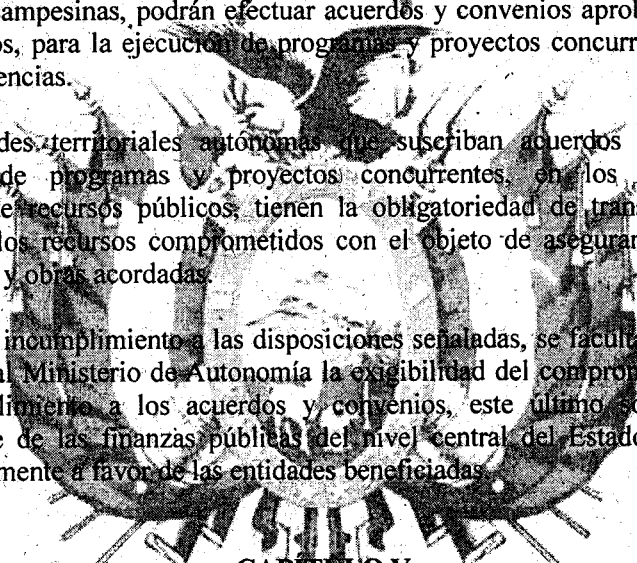 ampesinas, podrán efectuar acuerdos y convenios aprob
os, para la ejecución de programas y proyectos concurr
encias.
des territoriales autónomas que suscriban acuerdos
de programas y proyectos concurrentes, en los
e recursos públicos, tienen la obligatoriedad de tran
los recursos comprometidos con el objeto de asegurar
y obras acordadas.
incumplimiento a las disposiciones señaladas, se facult
al Ministerio de Autonomía la exigibilidad del comprom
limiento a los acuerdos y convenios, este último
e de las finanzas públicas del nivel central del Estado
mente a favor de las entidades beneficiadas.
CAPÍTULO V